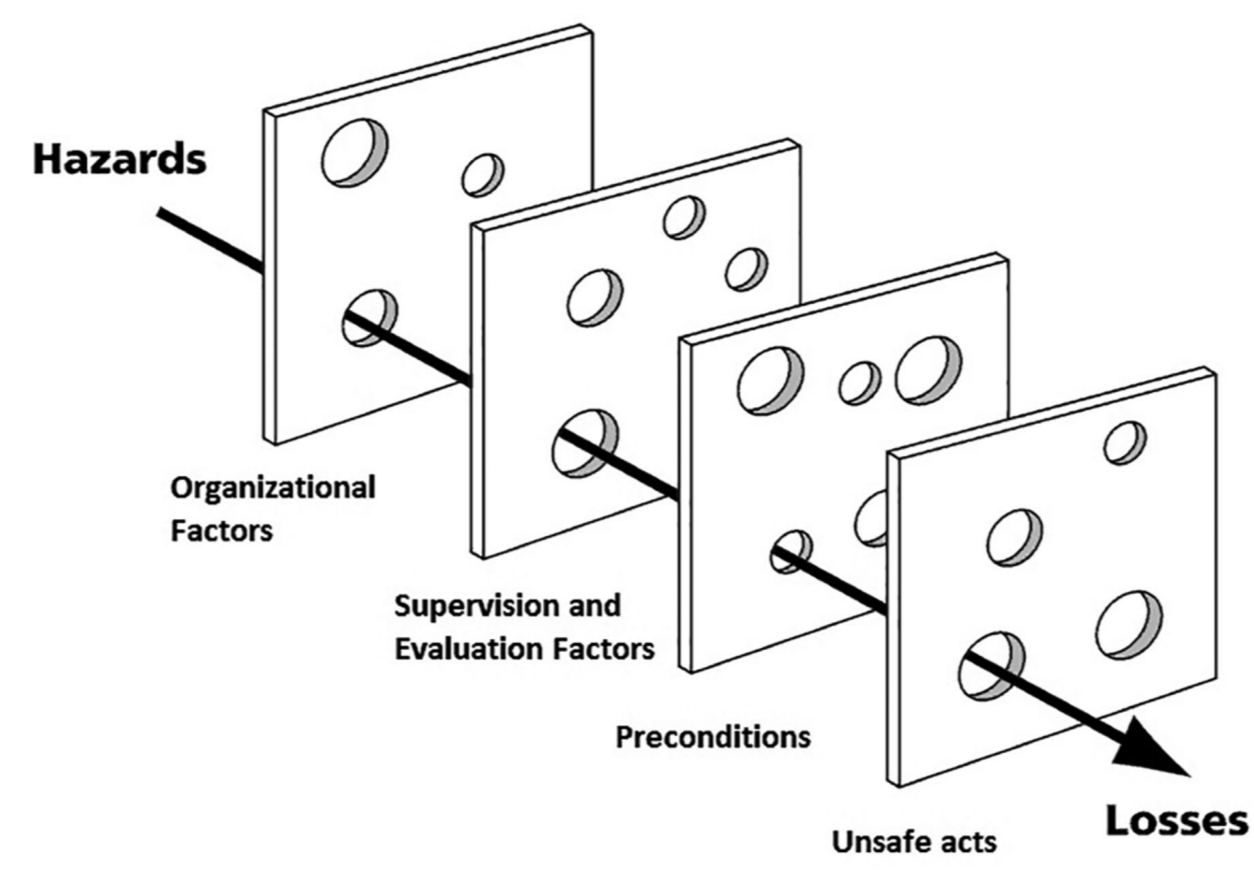 Hazards
Organizational
Factors
Supervision and
Evaluation Factors
Preconditions
Unsafe acts
Losses